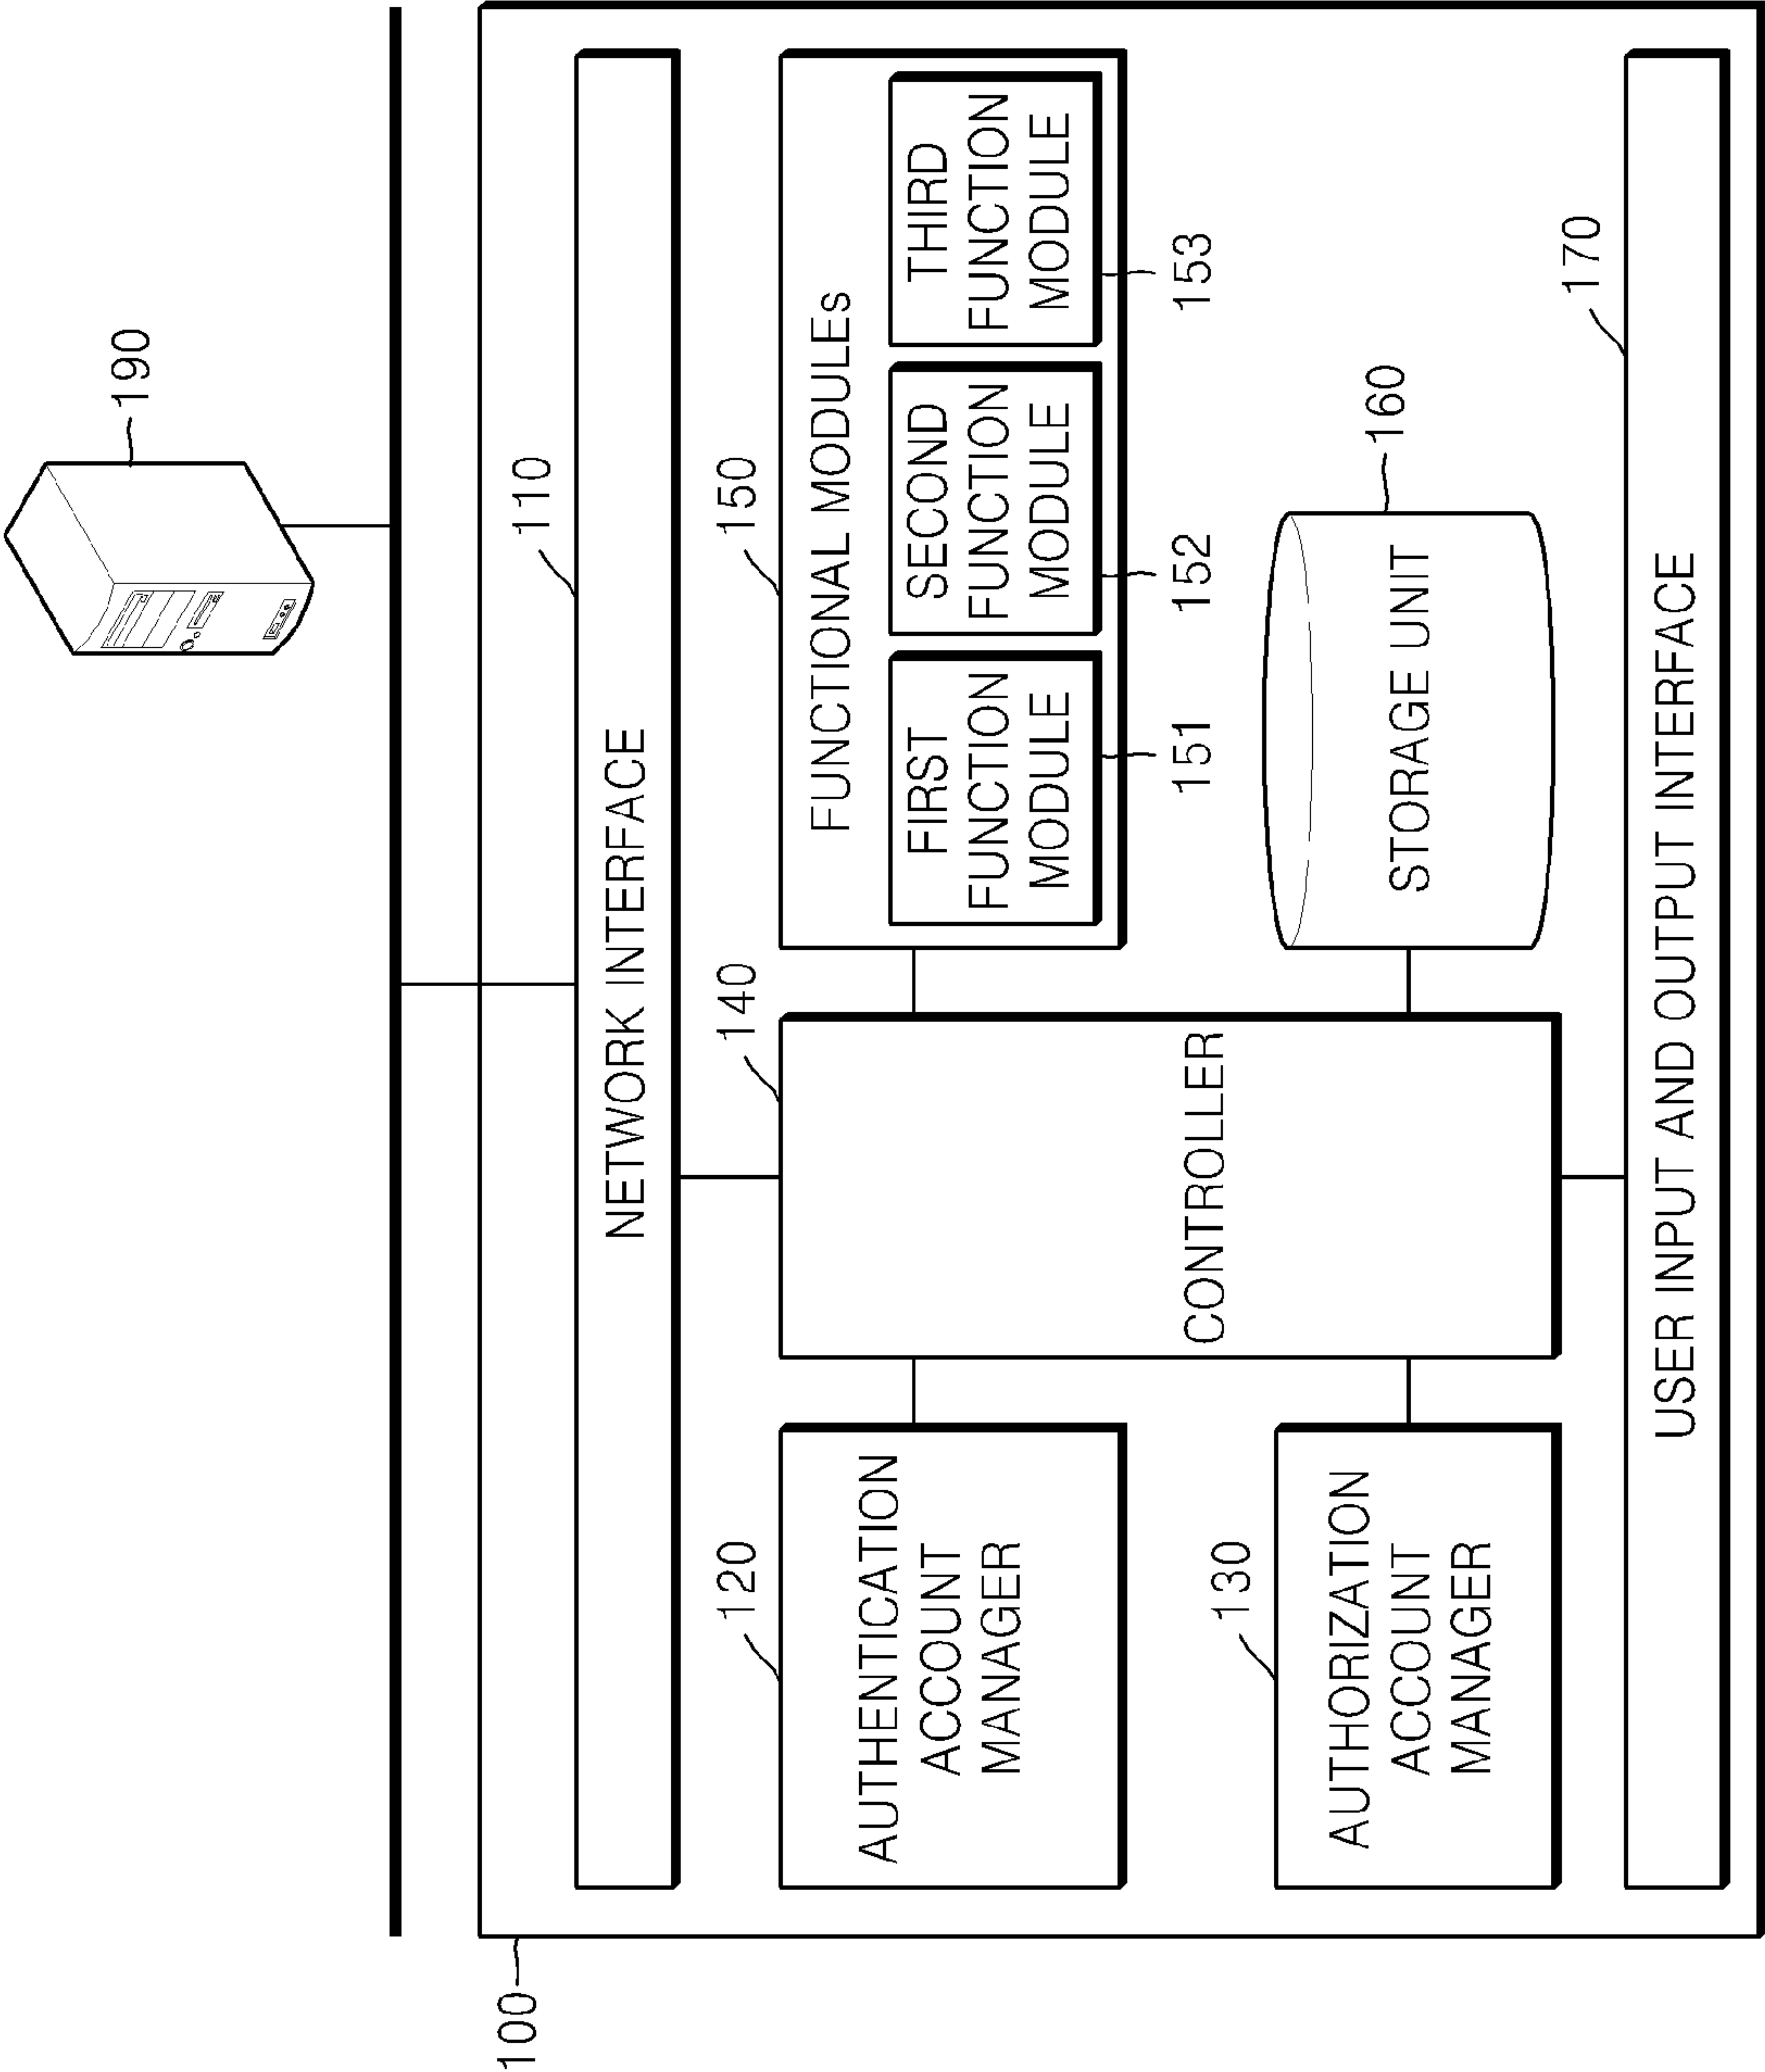 190
100
110
NETWORK INTERFACE
120
AUTHENTICATION
ACCOUNT
MANAGER
140
CONTROLLER
150
FUNCTIONAL MODULEs
FIRST
FUNCTION
MODULE
SECOND
FUNCTION
MODULE
THIRD
FUNCTION
MODULE
151
152
153
130
AUTHORIZATION
ACCOUNT
MANAGER
160
STORAGE UNIT
170
USER INPUT AND OUTPUT INTERFACE